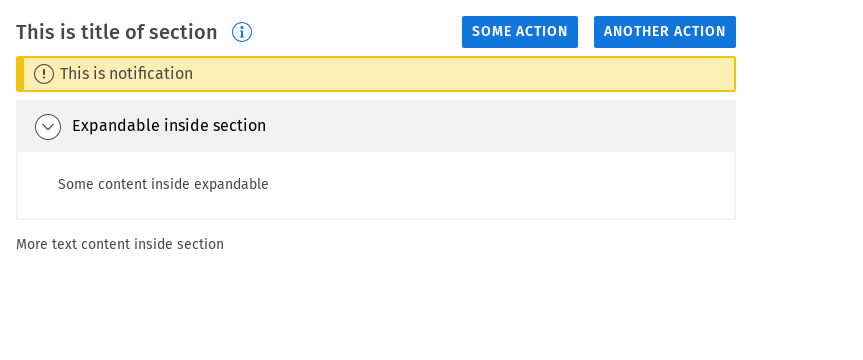 This is title of section
SOME ACTION
ANOTHER ACTION
This is notification
Expandable inside section
Some content inside expandable
More text content inside section